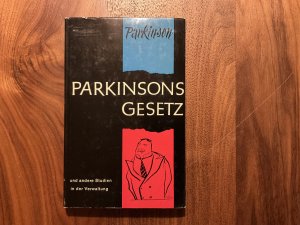 Parkinson
PARKINSONS
GESETZ
und andere Studien
in der Verwaltung